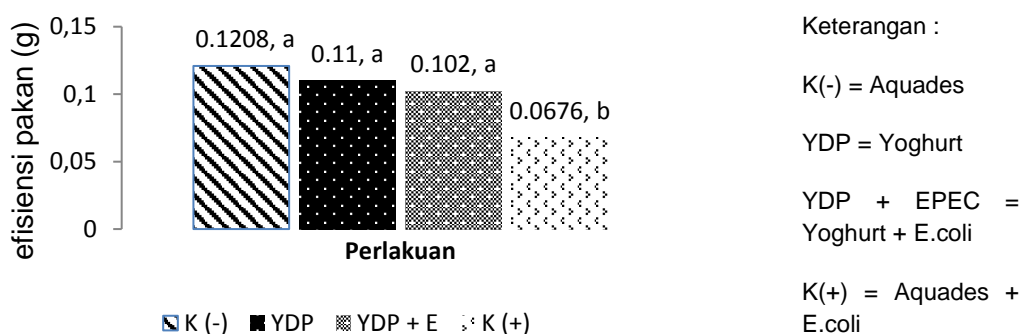 efisiensi pakan (g)
0,15
0,1
0,05
0
0.1208, a
0.11, a
0.102, a
0.0676, b
Perlakuan
K (-) YDP YDP + E K (+)
Keterangan :
K(-) = Aquades
YDP = Yoghurt
YDP + EPEC =
Yoghurt + E.coli
K(+) = Aquades +
E.coli